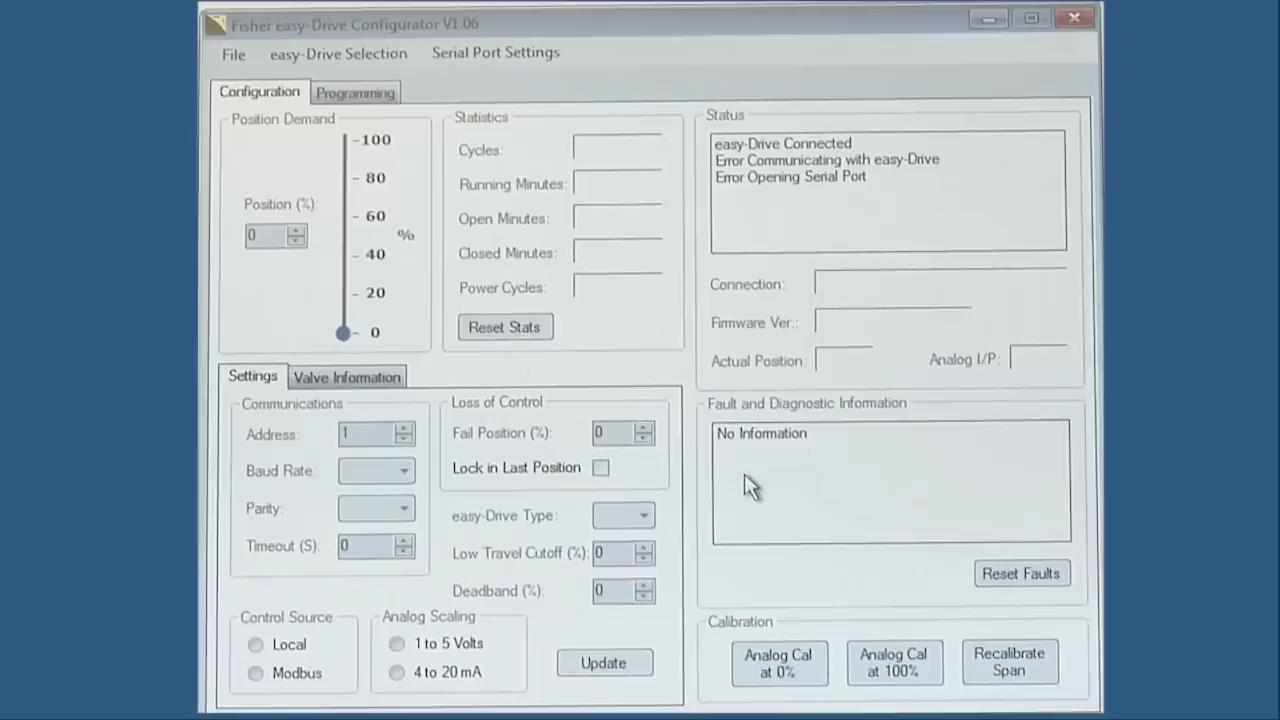 Fisher easy-Drive Configurator V1.06
File easy-Drive Selection Serial Port Settings
Configuration Programming
Position Demand
Position (%):
0
100
80
60
%
40
20
0
Statistics
Cycles:
Running Minutes:
Open Minutes:
Closed Minutes:
Power Cycles:
Reset Stats
Status
easy-Drive Connected
Error Communicating with easy-Drive
Error Opening Serial Port
Connection:
Firmware Ver.:
Actual Position: Analog I/P:
Settings Valve Information
Communications
Address: 1
Baud Rate:
Parity:
Timeout (S): 0
Loss of Control
Fail Position (%): 0
Lock in Last Position
easy-Drive Type:
Low Travel Cutoff (%): 0
Deadband (%): 0
Control Source
Local
Modbus
Analog Scaling
1 to 5 Volts
4 to 20 mA
Update
Fault and Diagnostic Information
No Information
Reset Faults
Calibration
Analog Cal
at 0%
Analog Cal
at 100%
Recalibrate
Span